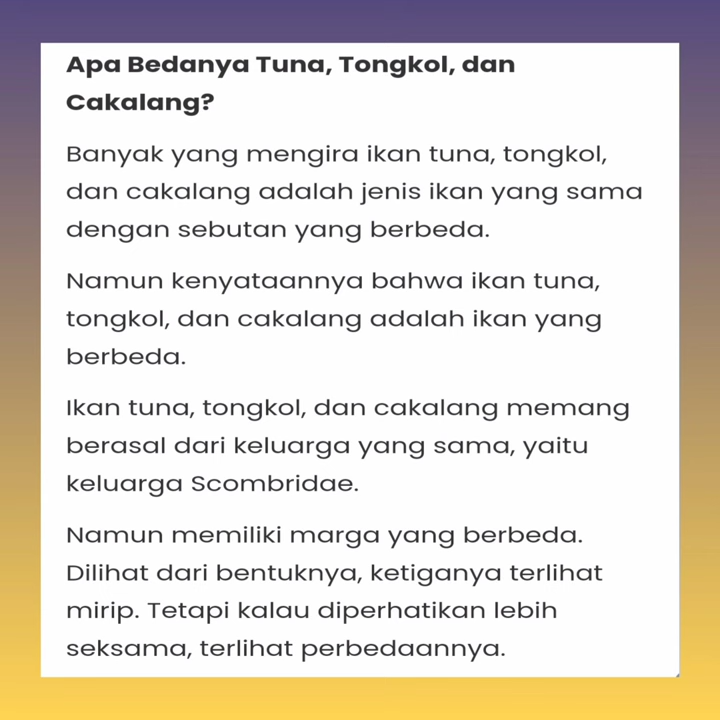 Apa Bedanya Tuna, Tongkol, dan
Cakalang?
Banyak yang mengira ikan tuna, tongkol,
dan cakalang adalah jenis ikan yang sama
dengan sebutan yang berbeda.
Namun kenyataannya bahwa ikan tuna,
tongkol, dan cakalang adalah ikan yang
berbeda.
Ikan tuna, tongkol, dan cakalang memang
berasal dari keluarga yang sama, yaitu
keluarga Scombridae.
Namun memiliki marga yang berbeda.
Dilihat dari bentuknya, ketiganya terlihat
mirip. Tetapi kalau diperhatikan lebih
seksama, terlihat perbedaannya.